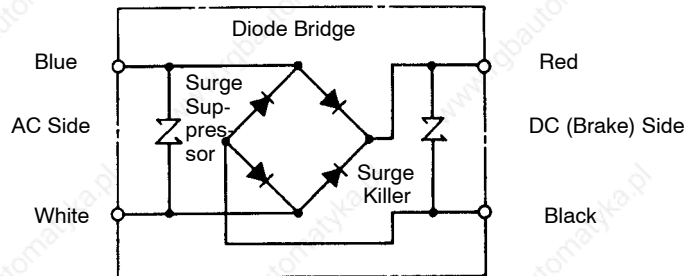 Diode Bridge
Blue
Red
Surge
Sup-
pres-
sor
AC Side
DC (Brake) Side
Surge
Killer
White
Black